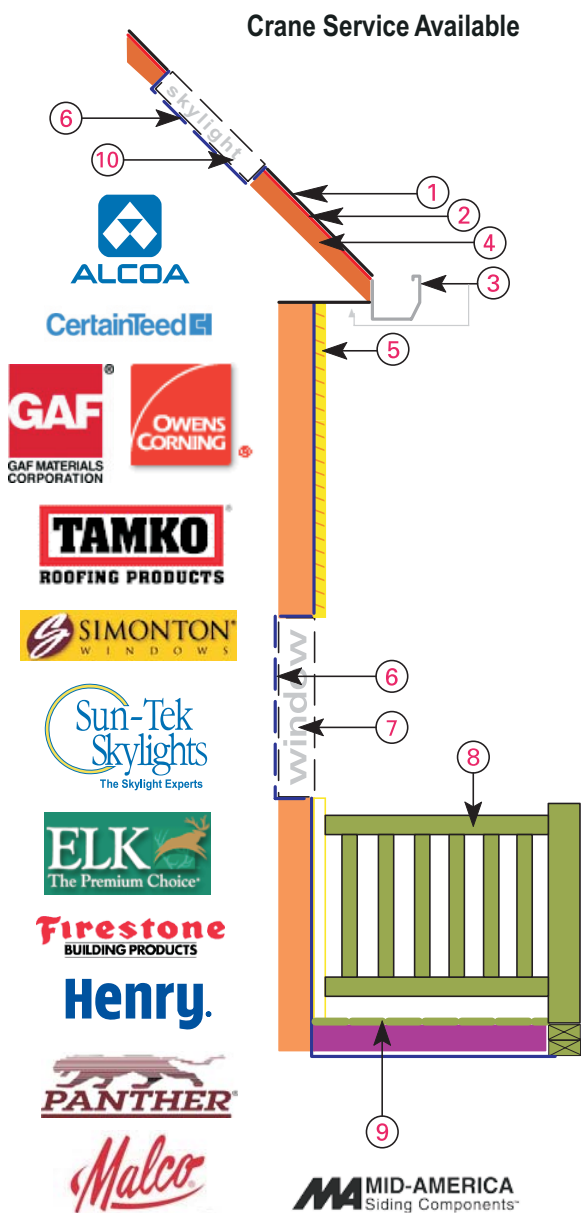 Crane Service Available
skylight
6
10
1
2
4
3
5
ALCOA
CertainTeed
GAF®
GAF MATERIALS
CORPORATION
OWENS
CORNING
TAMKO®
ROOFING PRODUCTS
SIMONTON®
WINDOWS
window
6
7
8
Sun-Tek
Skylights
The Skylight Experts
ELK
The Premium Choice
Firestone
BUILDING PRODUCTS
Henry.
9
PANTHER®
Malco
MA MID-AMERICA
Siding Components™